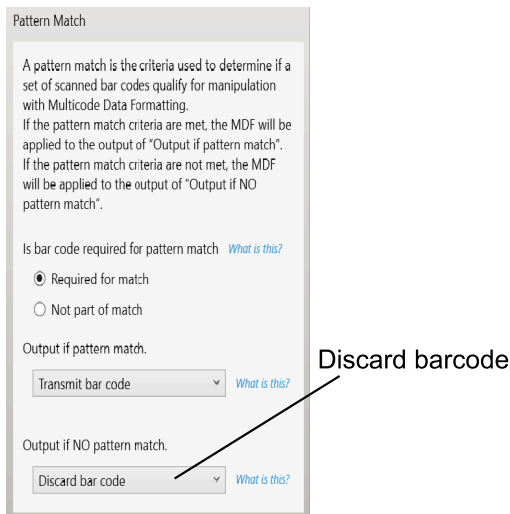 Pattern Match
A pattern match is the criteria used to determine if a
set of scanned bar codes qualify for manipulation
with Multicode Data Formatting.
If the pattern match criteria are met, the MDF will be
applied to the output of “Output if pattern match”.
If the pattern match criteria are not met, the MDF
will be applied to the output of “Output if NO
pattern match”.
Is bar code required for pattern match What is this?
Required for match
Not part of match
Output if pattern match.
Discard barcode
Transmit bar code What is this?
Output if NO pattern match.
Discard bar code What is this?